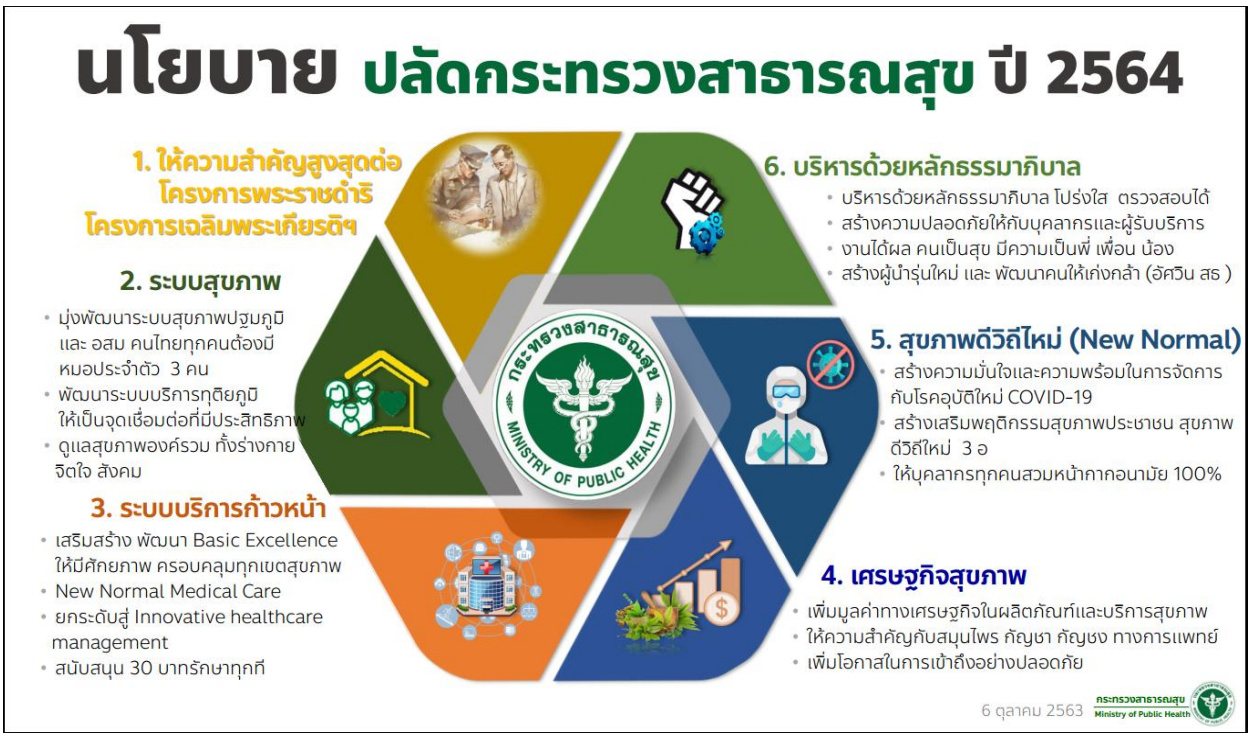 นโยบาย ปลัดกระทรวงสาธารณสุข ปี 2564
1. ให้ความสำคัญสูงสุดต่อ
โครงการพระราชดำริ
โครงการเฉลิมพระเกียรติฯ
2. ระบบสุขภาพ
• มุ่งพัฒนาระบบสุขภาพปฐมภูมิ
และ อสม คนไทยทุกคนต้องมี
หมอประจำตัว 3 คน
• พัฒนาระบบบริการทุติยภูมิ
ให้เป็นจุดเชื่อมต่อที่มีประสิทธิภาพ
• ดูแลสุขภาพองค์รวม ทั้งร่างกาย
จิตใจ สังคม
3. ระบบบริการก้าวหน้า
• เสริมสร้าง พัฒนา Basic Excellence
ให้มีศักยภาพ ครอบคลุมทุกเขตสุขภาพ
• New Normal Medical Care
• ยกระดับสู่ Innovative healthcare
management
• สนับสนุน 30 บาทรักษาทุกที่
กระทรวงสาธารณสุข
MINISTRY OF PUBLIC HEALTH
6. บริหารด้วยหลักธรรมาภิบาล
• บริหารด้วยหลักธรรมาภิบาล โปร่งใส ตรวจสอบได้
• สร้างความปลอดภัยให้กับบุคลากรและผู้รับบริการ
• งานได้ผล คนเป็นสุข มีความเป็นพี่ เพื่อน น้อง
• สร้างผู้นำรุ่นใหม่ และ พัฒนาคนให้เก่งกล้า (อัศวิน สธ )
5. สุขภาพดีวิถีใหม่ (New Normal)
• สร้างความมั่นใจและความพร้อมในการจัดการ
กับโรคอุบัติใหม่ COVID-19
• สร้างเสริมพฤติกรรมสุขภาพประชาชน สุขภาพ
ดีวิถีใหม่ 3 อ
• ให้บุคลากรทุกคนสวมหน้ากากอนามัย 100%
4. เศรษฐกิจสุขภาพ
• เพิ่มมูลค่าทางเศรษฐกิจในผลิตภัณฑ์และบริการสุขภาพ
• ให้ความสำคัญกับสมุนไพร กัญชา กัญชง ทางการแพทย์
• เพิ่มโอกาสในการเข้าถึงอย่างปลอดภัย
6 ตุลาคม 2563
กระทรวงสาธารณสุข
Ministry of Public Health